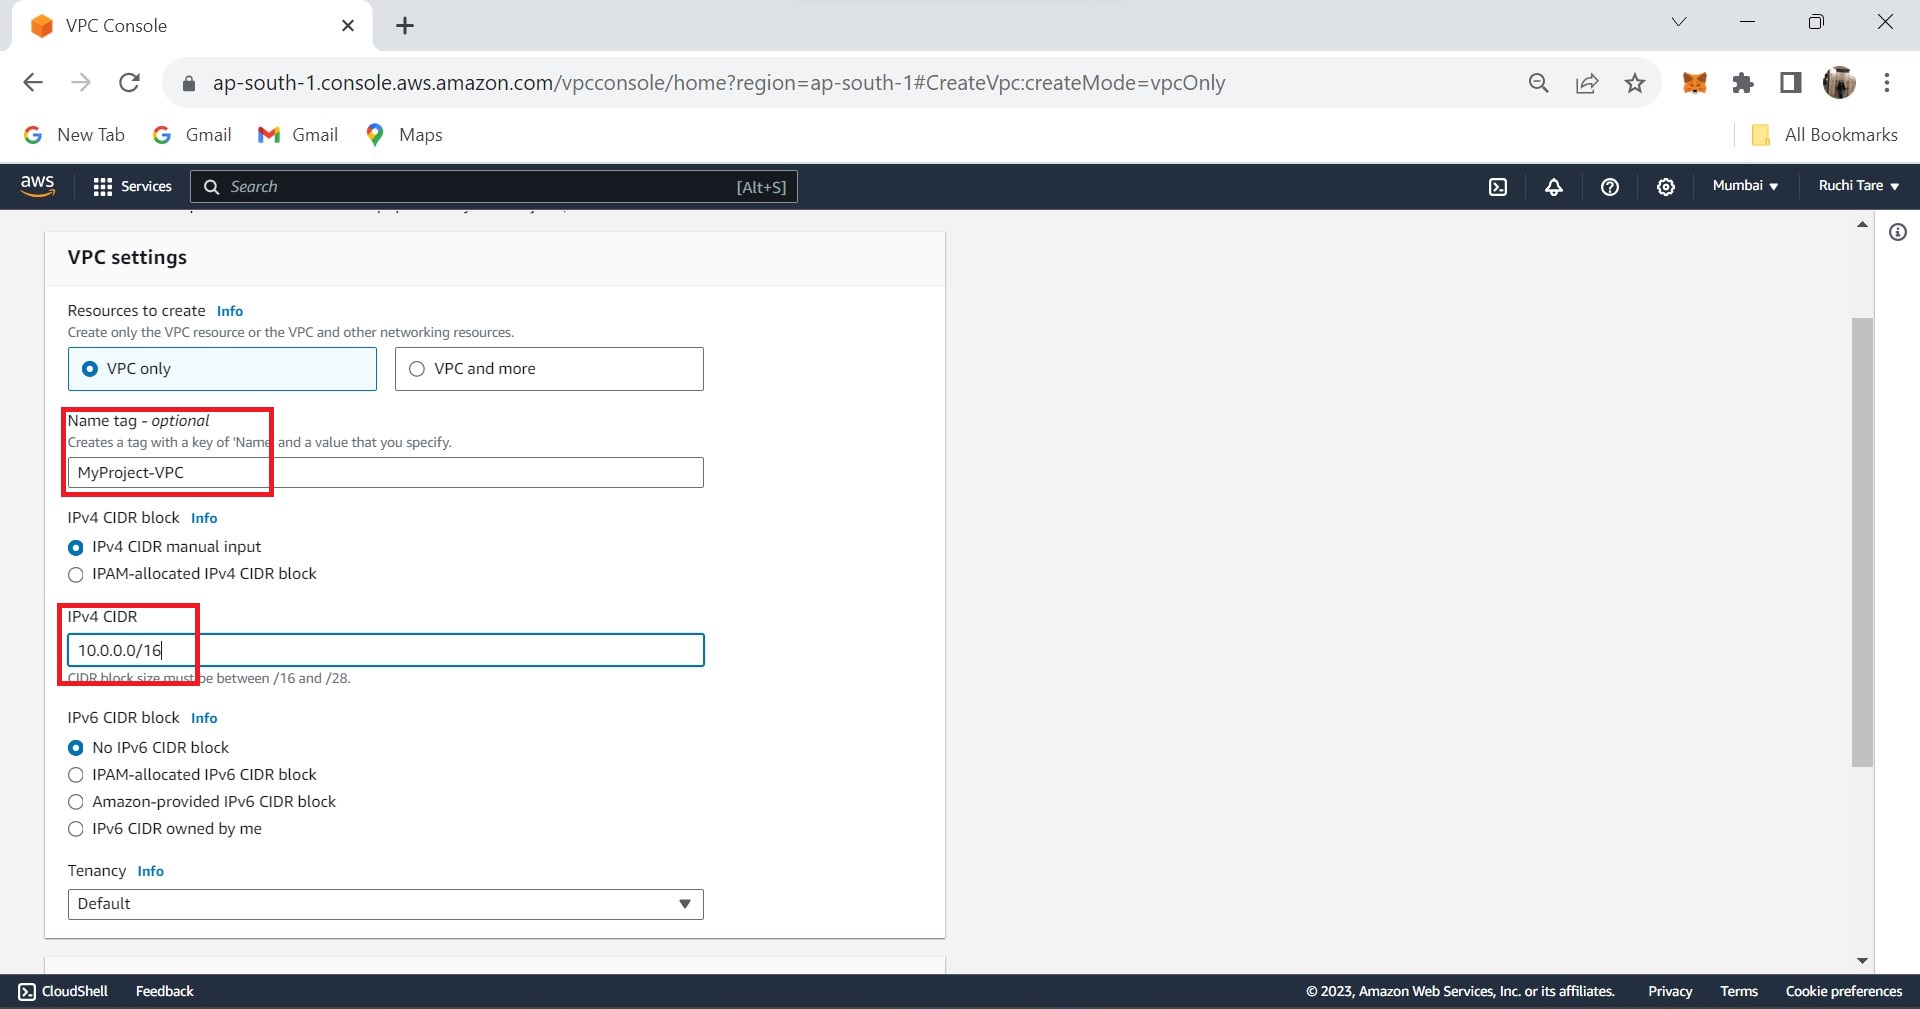 VPC Console
ap-south-1.console.aws.amazon.com/vpcconsole/home?region=ap-south-1#CreateVpc:createMode=vpcOnly
New Tab Gmail Gmail Maps All Bookmarks
aws Services Search [Alt+S] Mumbai Ruchi Tare
VPC settings
Resources to create Info
Create only the VPC resource or the VPC and other networking resources.
VPC only VPC and more
Name tag - optional
Creates a tag with a key of 'Name and a value that you specify.
MyProject-VPC
IPv4 CIDR block Info
IPv4 CIDR manual input
IPAM-allocated IPv4 CIDR block
IPv4 CIDR
10.0.0.0/16
CIDR block size must be between /16 and /28.
IPv6 CIDR block Info
No IPv6 CIDR block
IPAM-allocated IPv6 CIDR block
Amazon-provided IPv6 CIDR block
IPv6 CIDR owned by me
Tenancy Info
Default
CloudShell Feedback © 2023, Amazon Web Services, Inc. or its affiliates. Privacy Terms Cookie preferences